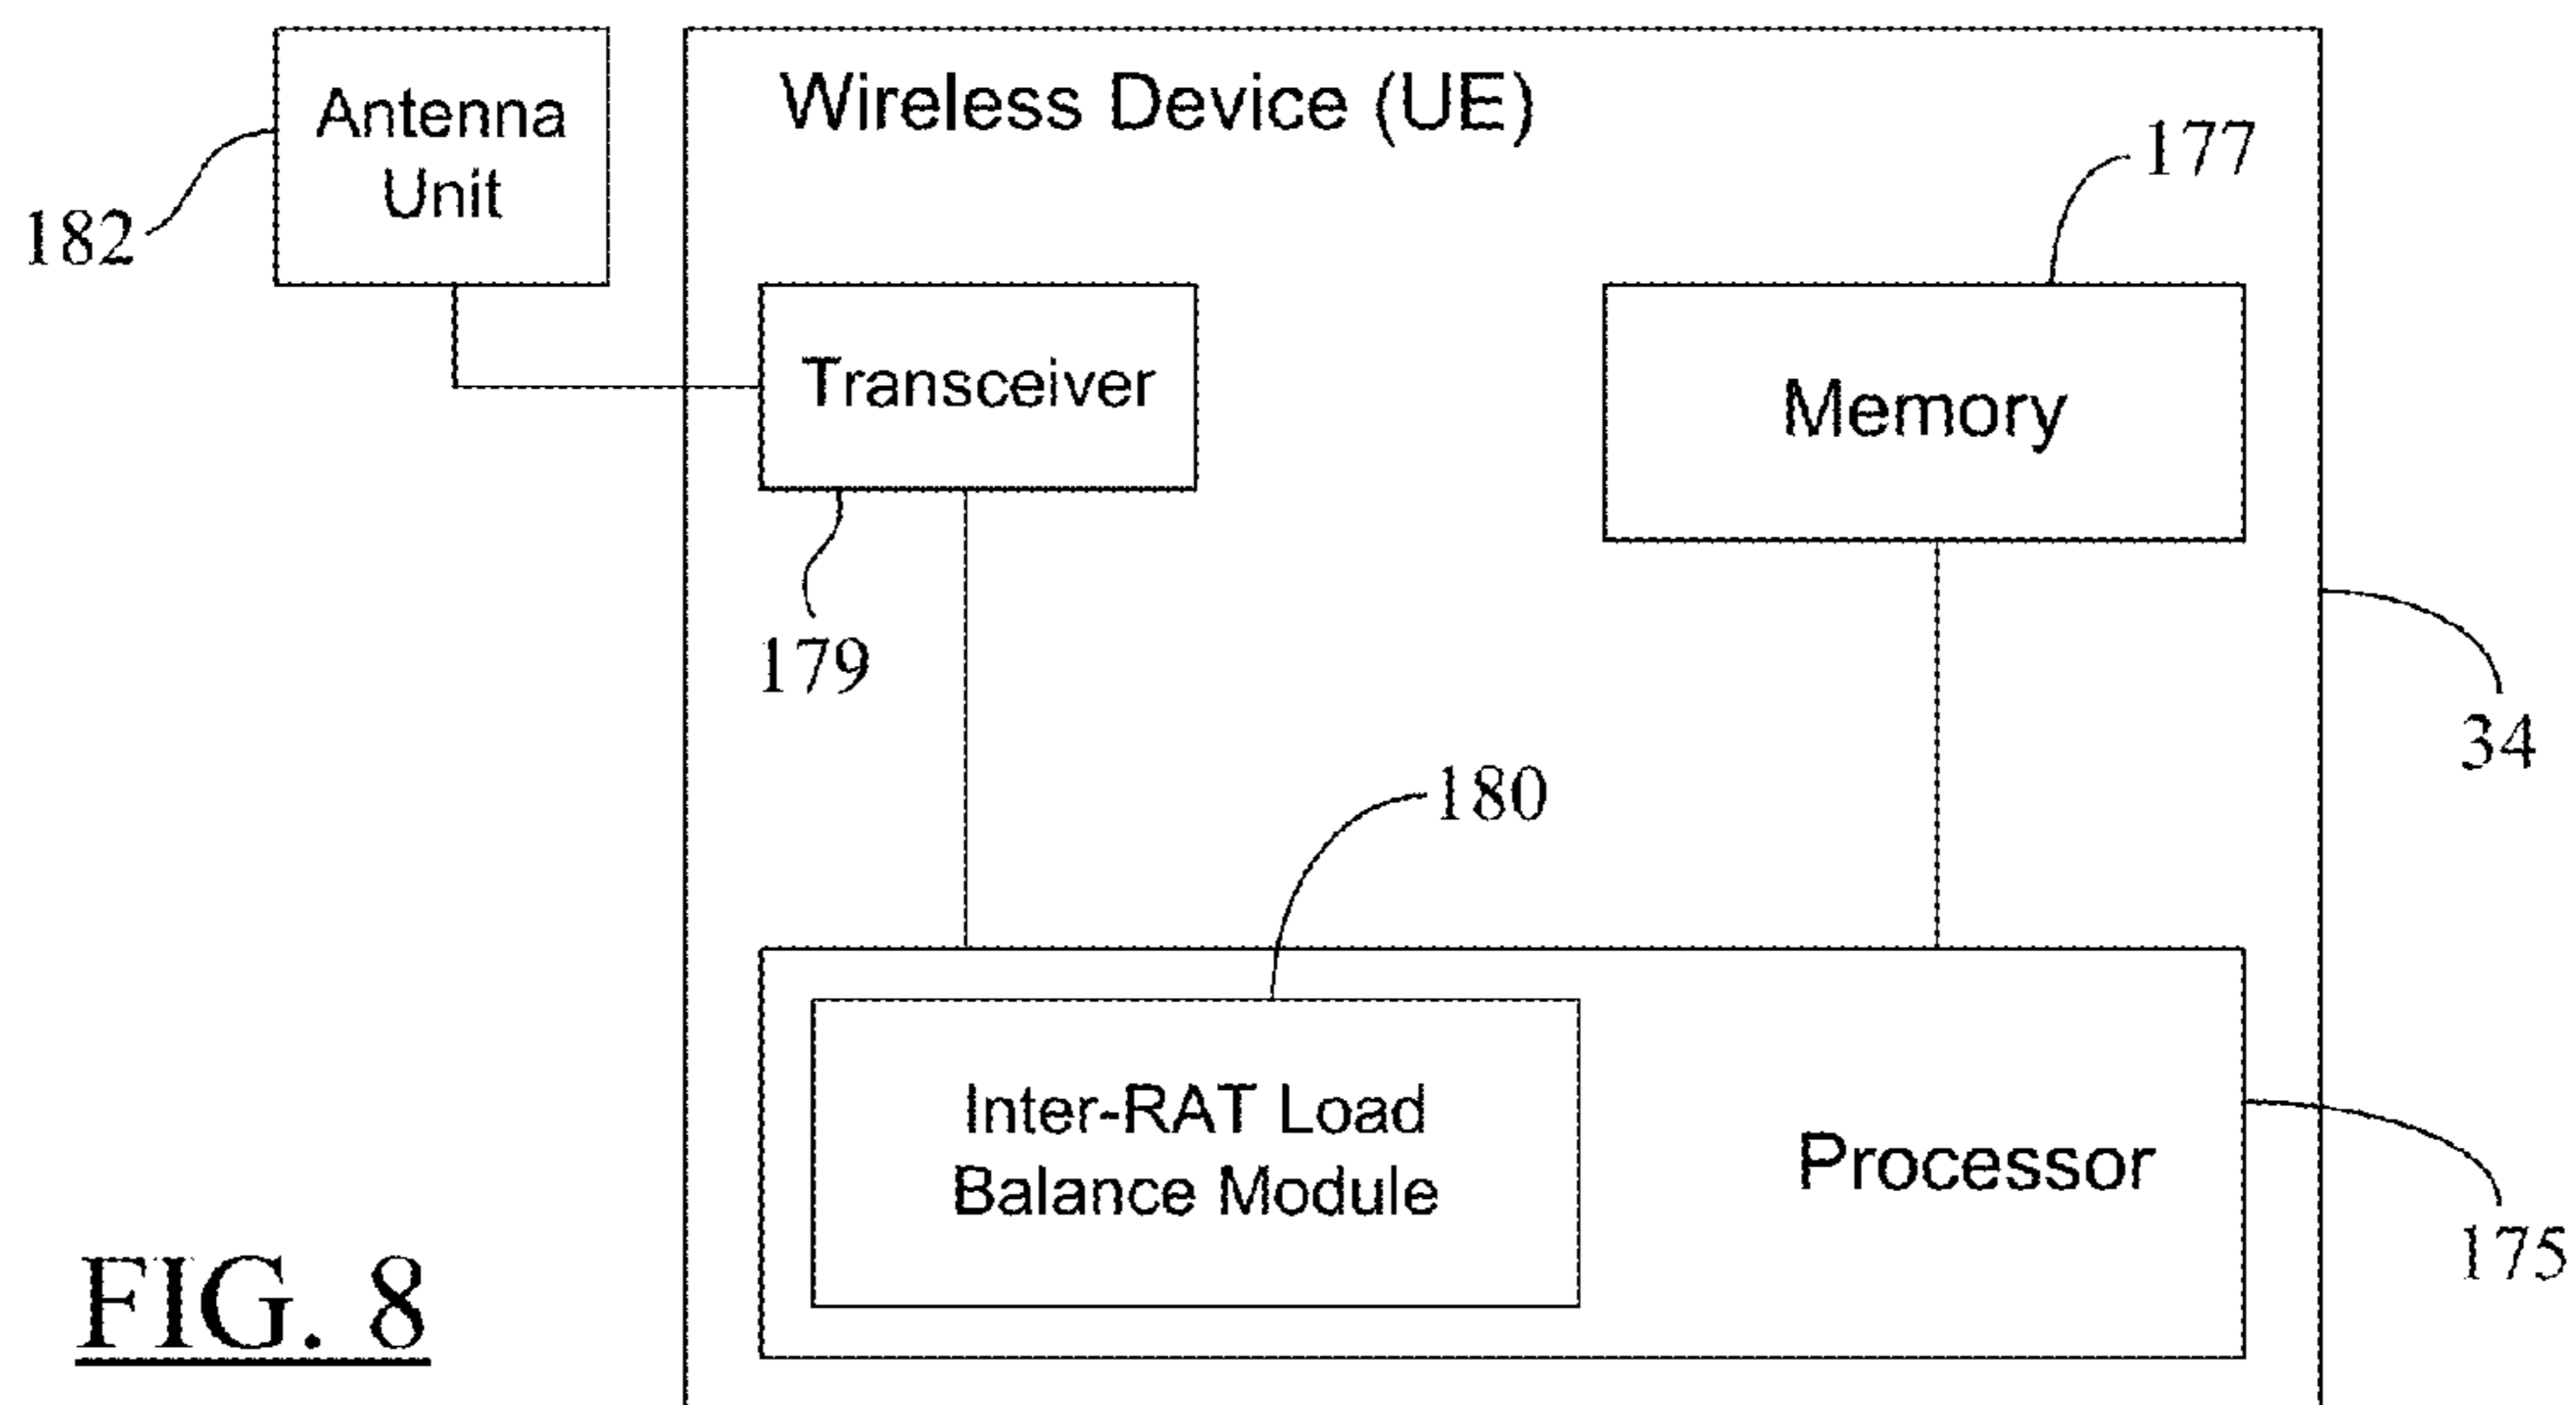 Antenna
Unit
182
Wireless Device (UE)
177
Transceiver
179
Memory
34
180
Inter-RAT Load
Balance Module
Processor
175
FIG. 8